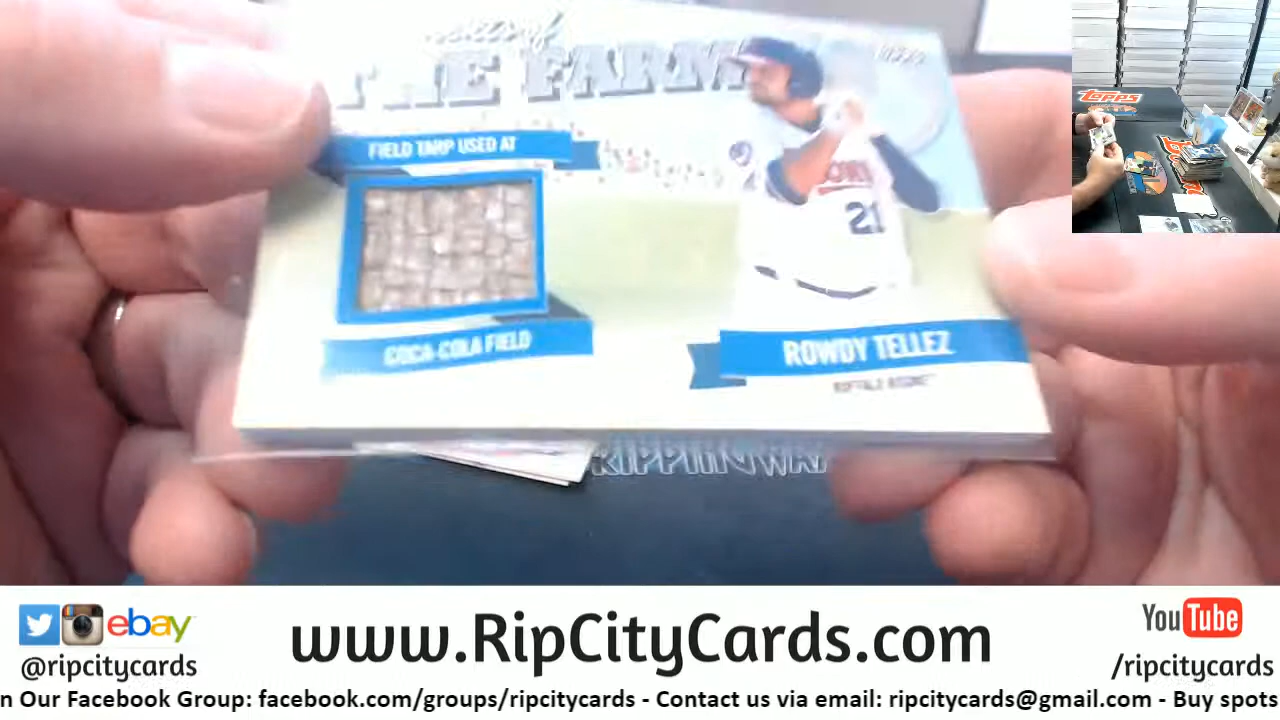 THE FARM
FIELD TARP USED AT
21
COCA-COLA FIELD
ROWDY TELLEZ
Topps
ebay
@ripcitycards
www.RipCityCards.com
YouTube
/ripcitycards
n Our Facebook Group: facebook.com/groups/ripcitycards - Contact us via email: ripcitycards@gmail.com - Buy spots